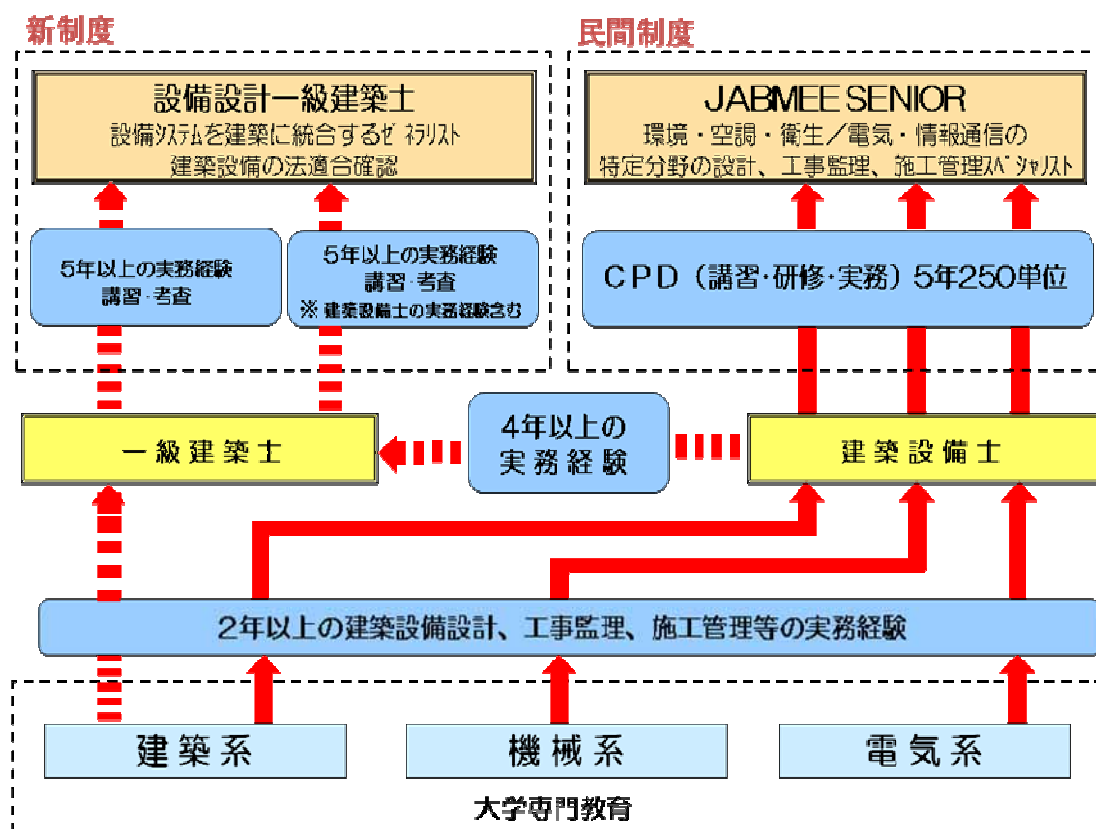 新制度
民間制度
設備設計一級建築士
設備システムを建築に統合するゼネラリスト
建築設備の法適合確認
JABMEE SENIOR
環境・空調・衛生／電気・情報通信の
特定分野の設計、工事監理、施工管理スペシャリスト
5年以上の実務経験
講習・考査
5年以上の実務経験
講習・考査
※ 建築設備士の実務経験含む
CPD（講習・研修・実務）5年250単位
一級建築士
4年以上の
実務経験
建築設備士
2年以上の建築設備設計、工事監理、施工管理等の実務経験
建築系
機械系
電気系
大学専門教育